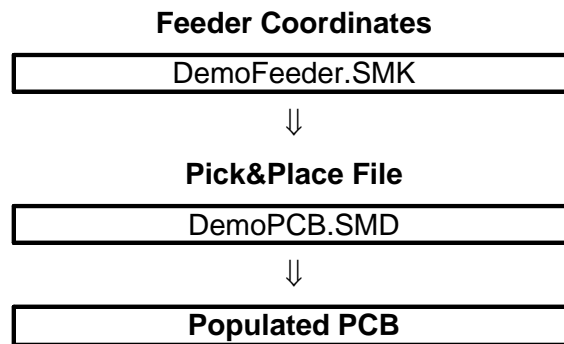 Feeder Coordinates
DemoFeeder.SMK
⇓
Pick&Place File
DemoPCB.SMD
⇓
Populated PCB